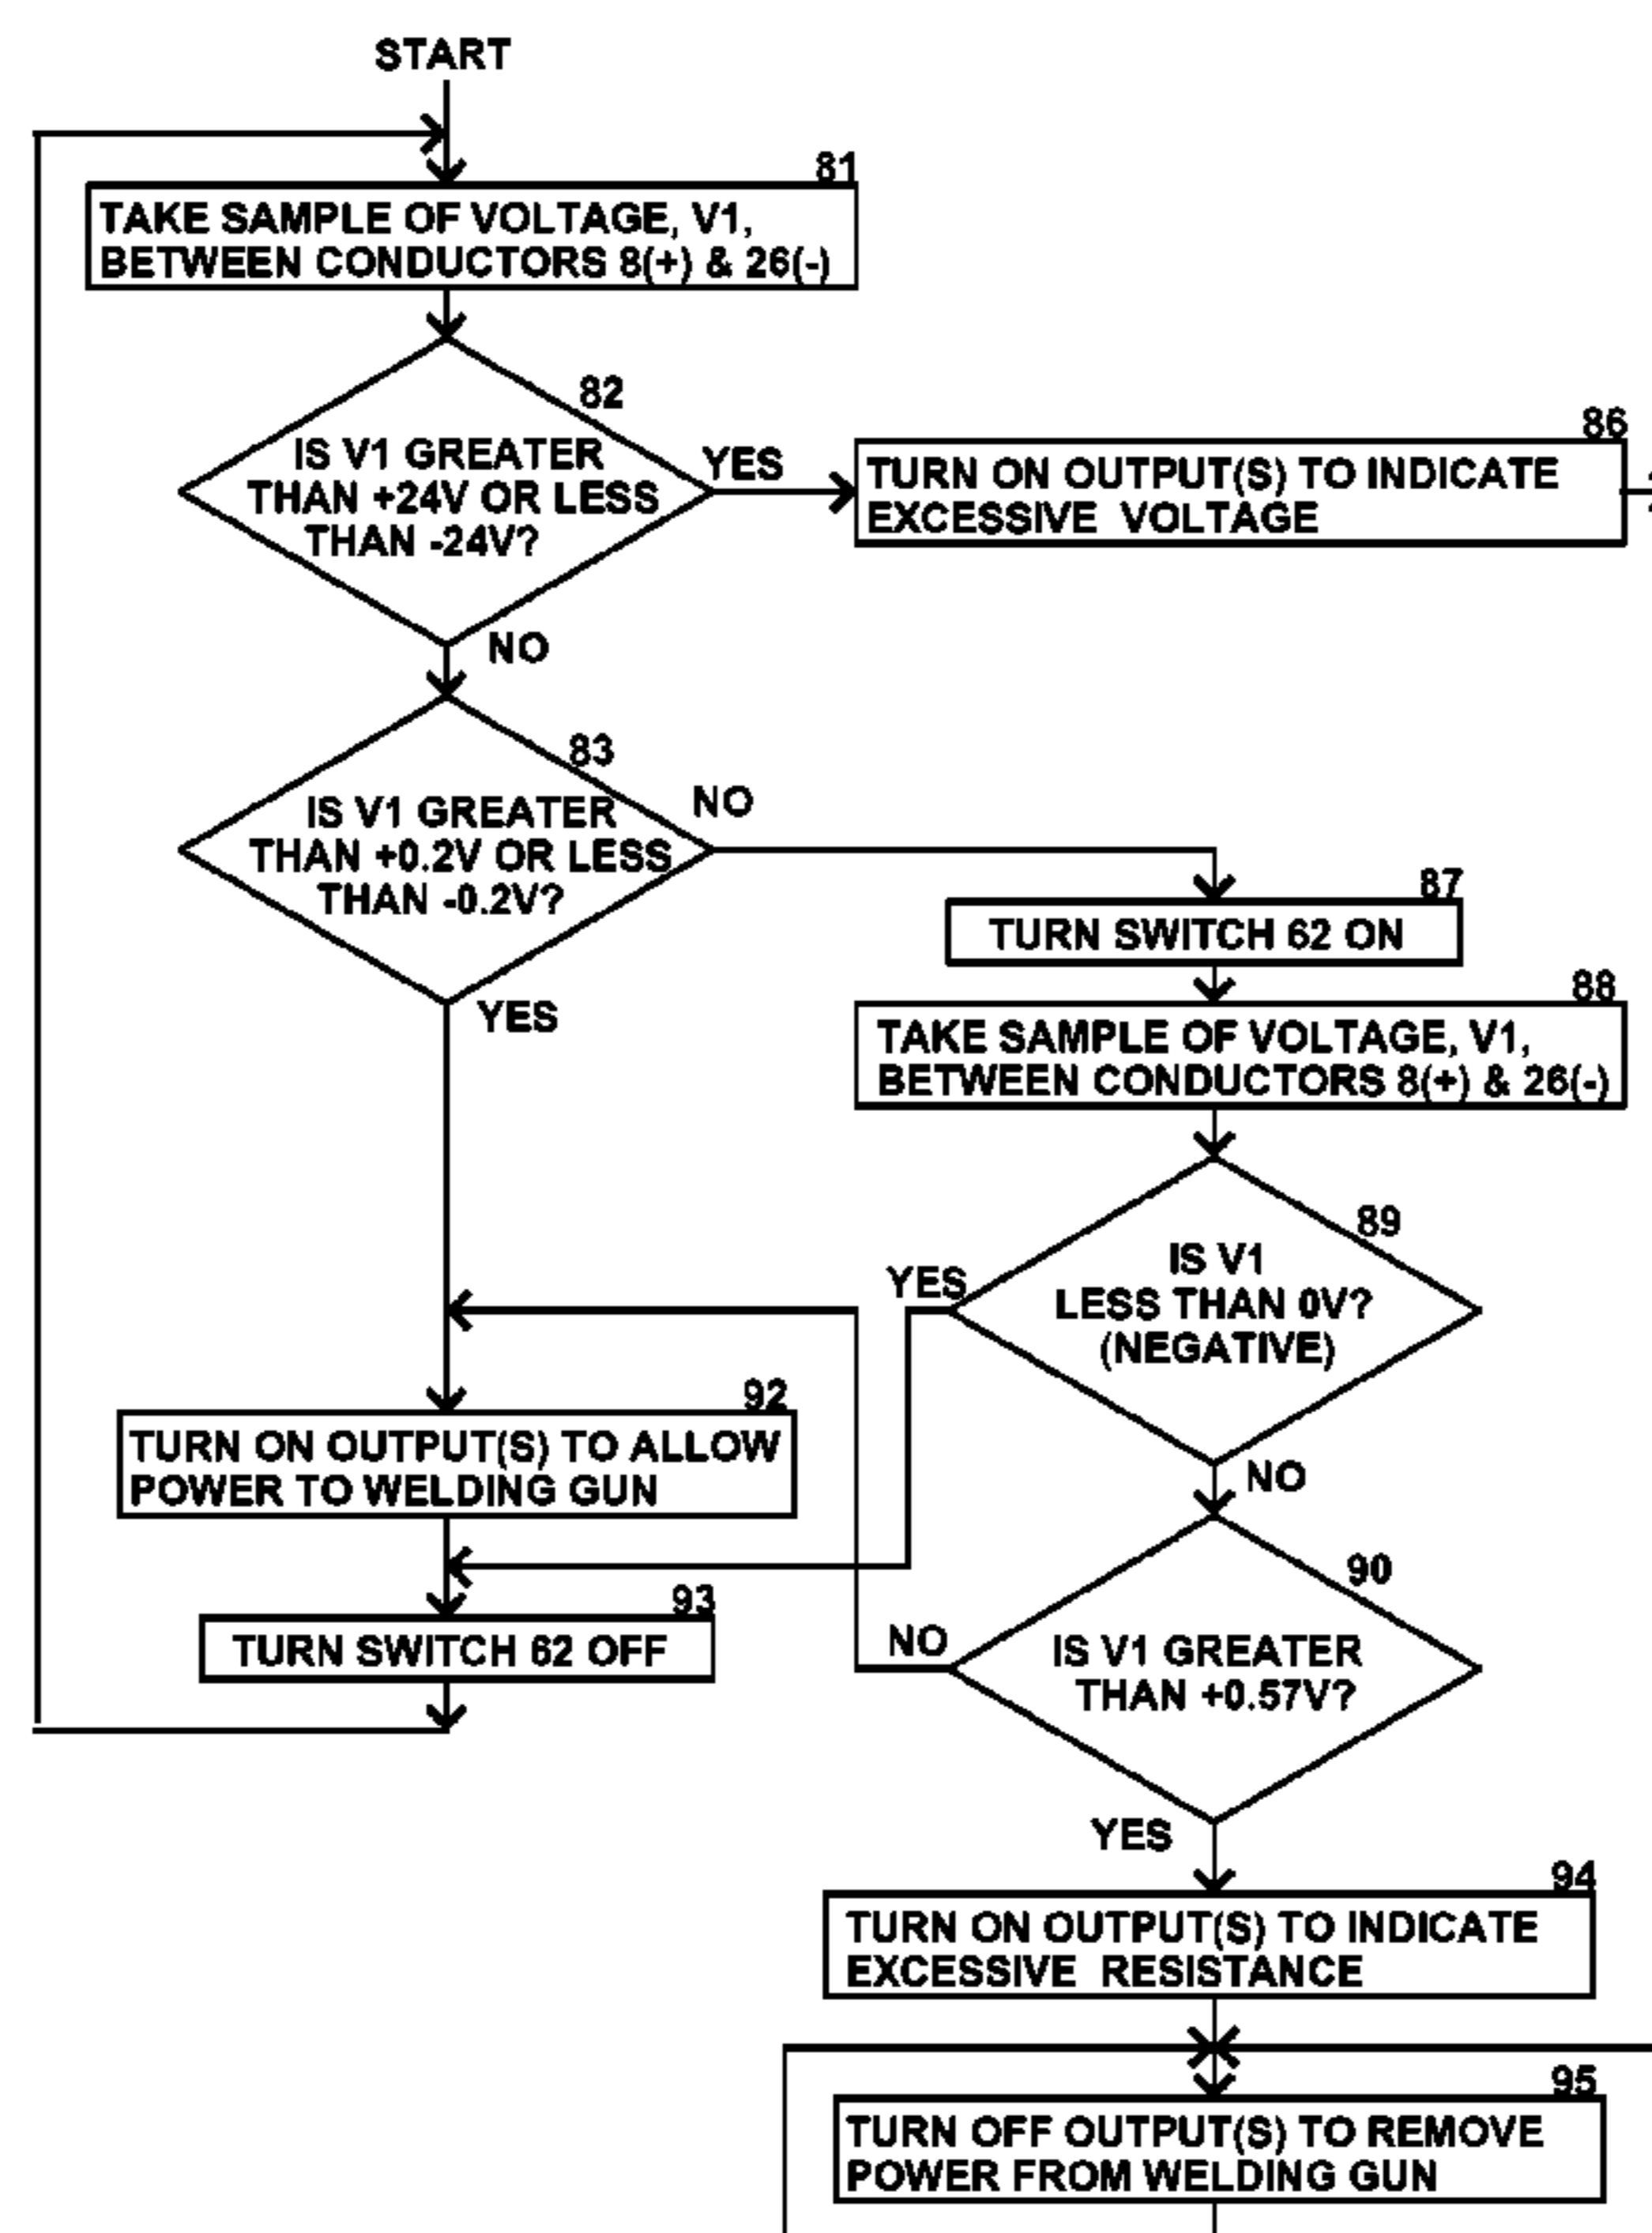 START
81
TAKE SAMPLE OF VOLTAGE, V1,
BETWEEN CONDUCTORS 8(+) & 26(-)
82
IS V1 GREATER
THAN +24V OR LESS
THAN -24V?
YES
86
TURN ON OUTPUT(S) TO INDICATE
EXCESSIVE VOLTAGE
NO
83
IS V1 GREATER
THAN +0.2V OR LESS
THAN -0.2V?
NO
87
TURN SWITCH 62 ON
YES
88
TAKE SAMPLE OF VOLTAGE, V1,
BETWEEN CONDUCTORS 8(+) & 26(-)
89
IS V1
LESS THAN 0V?
(NEGATIVE)
YES
92
TURN ON OUTPUT(S) TO ALLOW
POWER TO WELDING GUN
NO
90
IS V1 GREATER
THAN +0.57V?
NO
93
TURN SWITCH 62 OFF
YES
94
TURN ON OUTPUT(S) TO INDICATE
EXCESSIVE RESISTANCE
95
TURN OFF OUTPUT(S) TO REMOVE
POWER FROM WELDING GUN